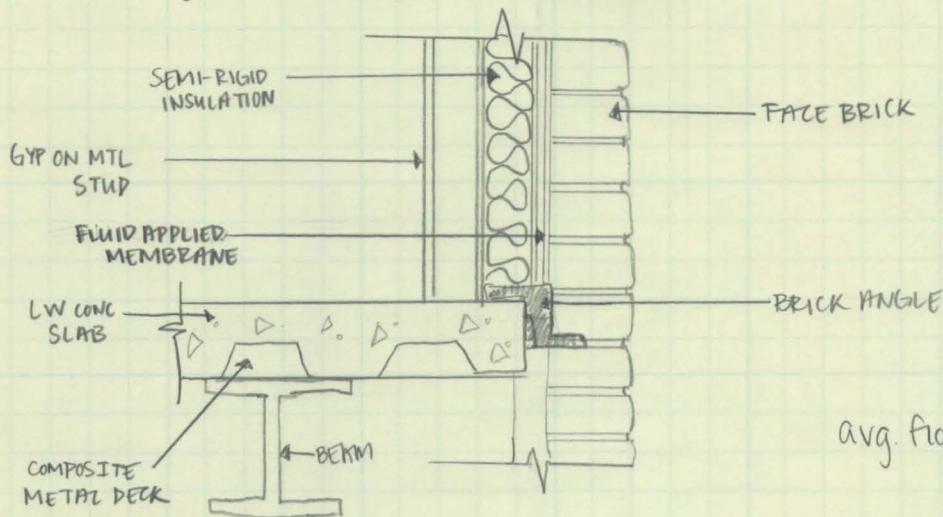 SEMI-RIGID
INSULATION
FACE BRICK
GYP ON MTL
STUD
FLUID APPLIED
MEMBRANE
LW CONC
SLAB
BRICK ANGLE
BEAM
COMPOSITE
METAL DECK
avg.